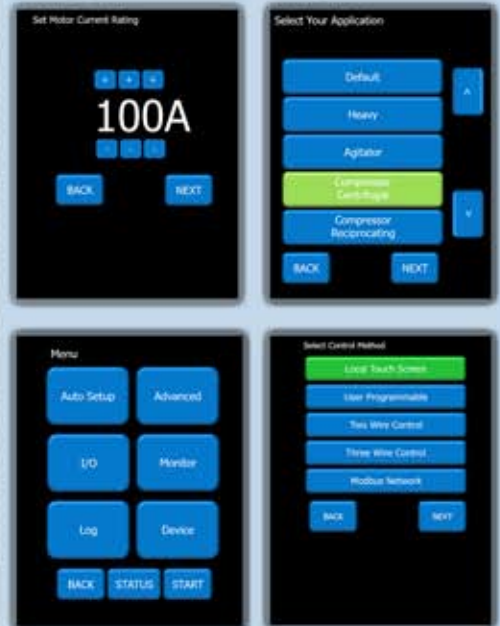 Set Motor Current Rating
+ + +
100A
- - -
BACK NEXT
Select Your Application
Default
^
Heavy
Agitator
Compressor
Centrifugal
Compressor
v
Reciprocating
BACK NEXT
Menu
Auto Setup Advanced
I/O Monitor
Log Device
BACK STATUS START
Select Control Method
Local Touch Screen
User Programmable
Two Wire Control
Three Wire Control
Modbus Network
BACK NEXT